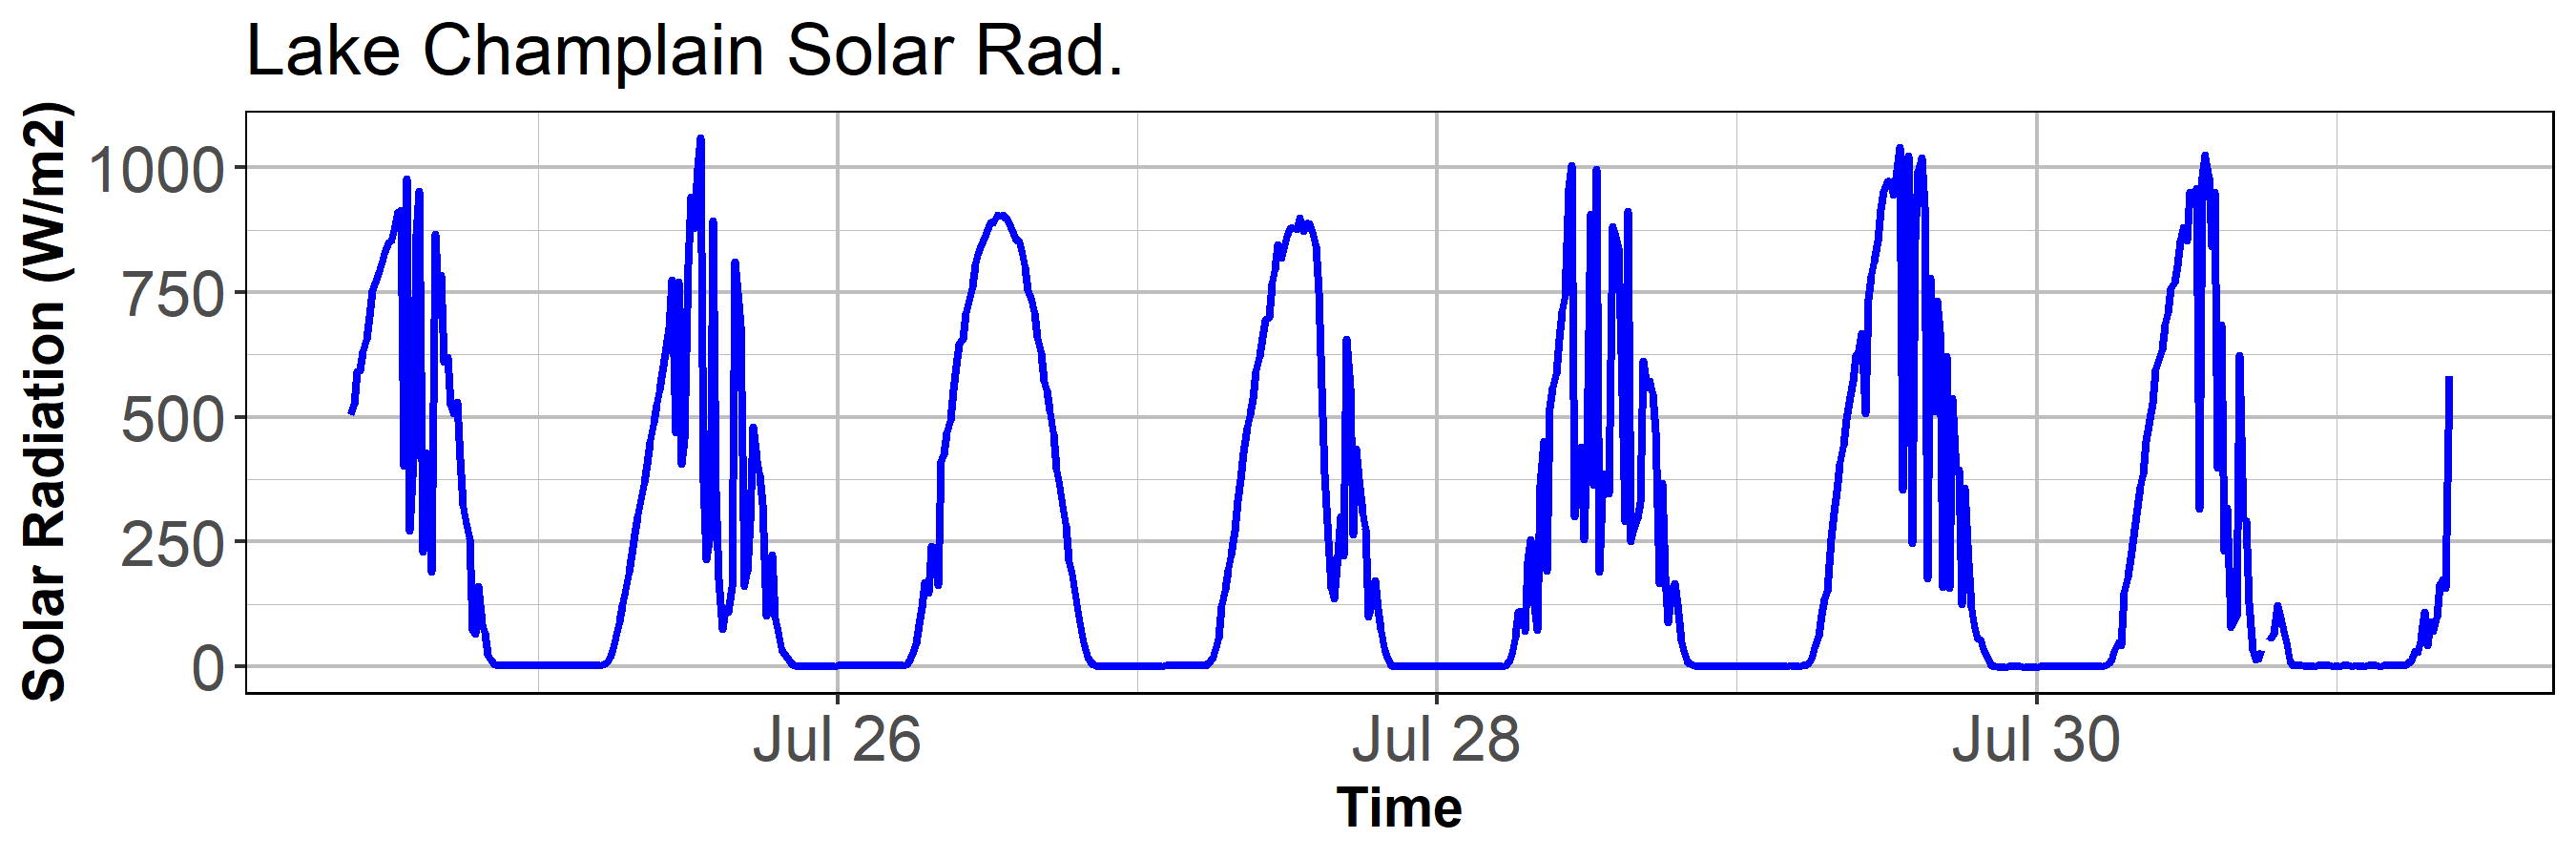 Lake Champlain Solar Rad.
Solar Radiation (W/m2)
1000
750
500
250
0
Jul 26 Jul 28 Jul 30
Time